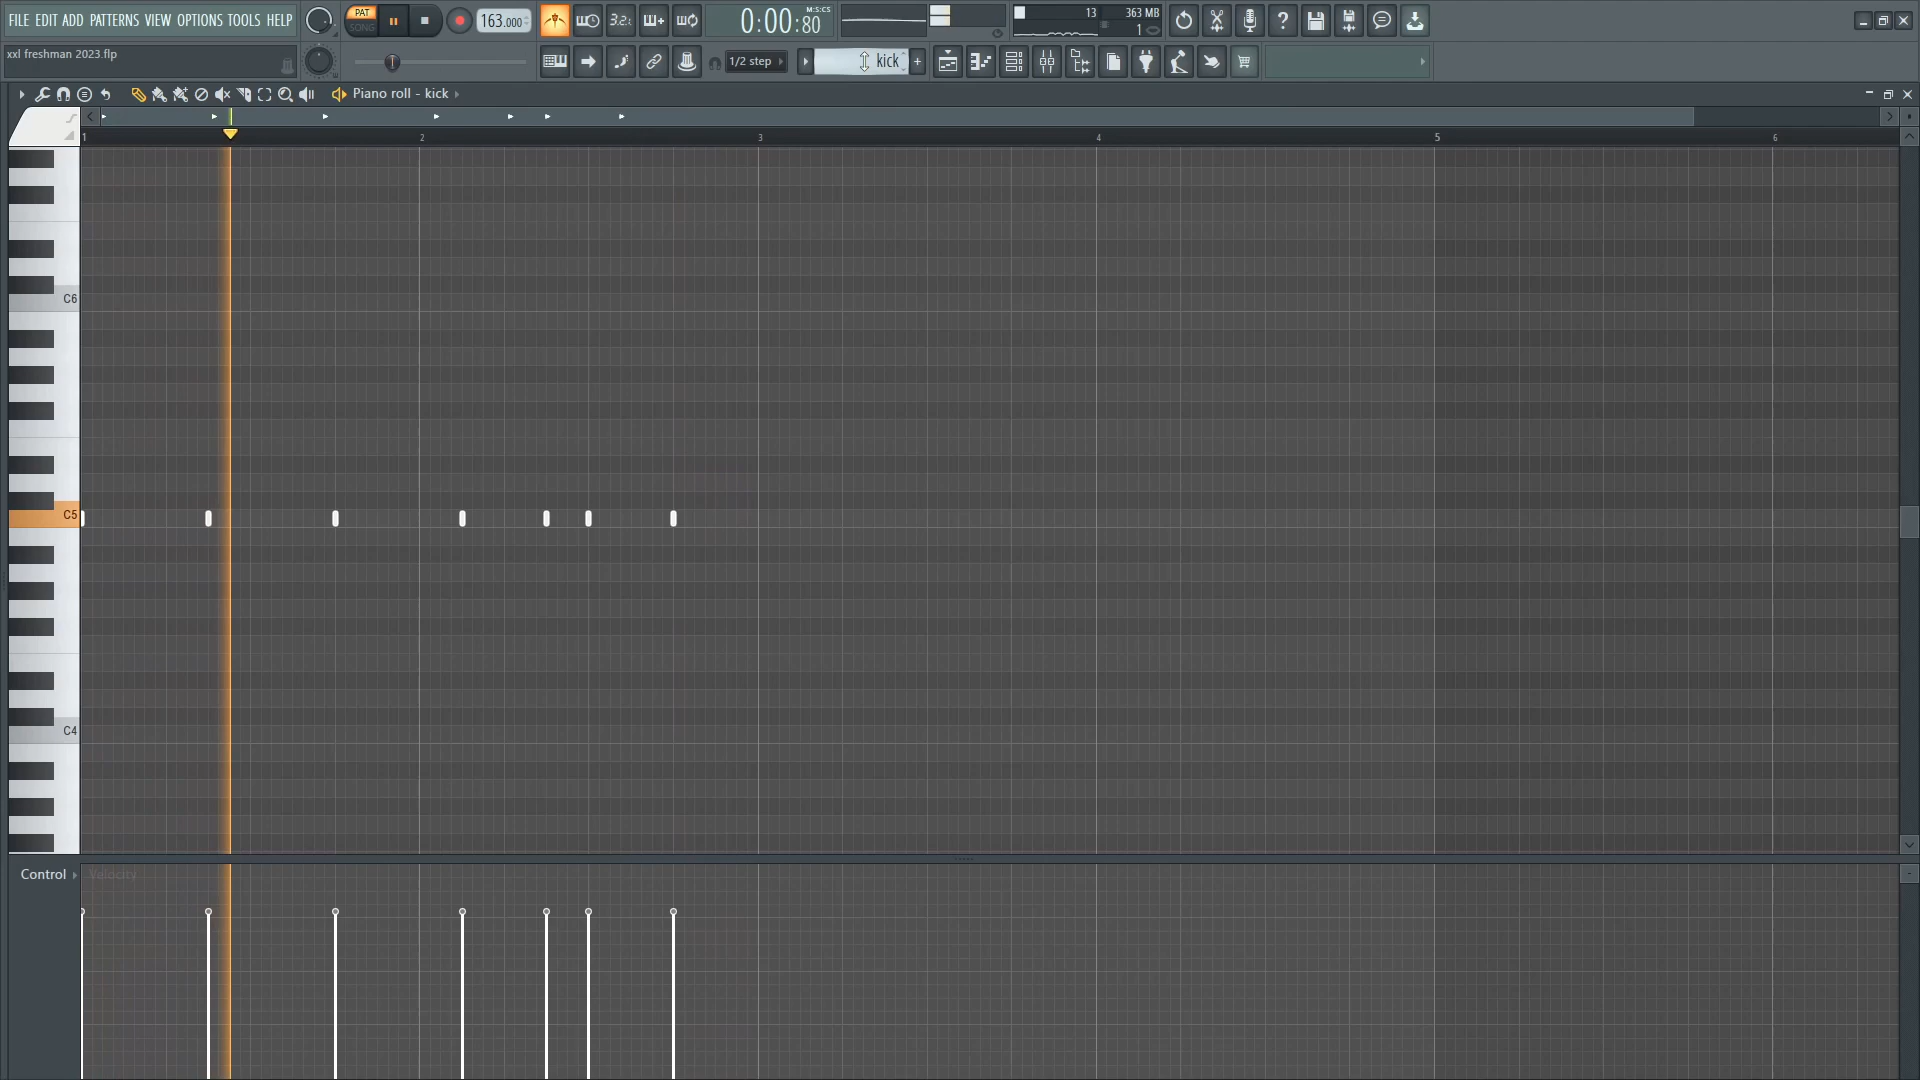 FILE EDIT ADD PATTERNS VIEW OPTIONS TOOLS HELP
PAT
SONG
163.000
3.2.
0:00:80
M:S:CS
13
363 MB
1
xxl freshman 2023.flp
1/2 step
kick
Piano roll - kick
1 2 3 4 5 6
C6
C5
C4
Control
Velocity